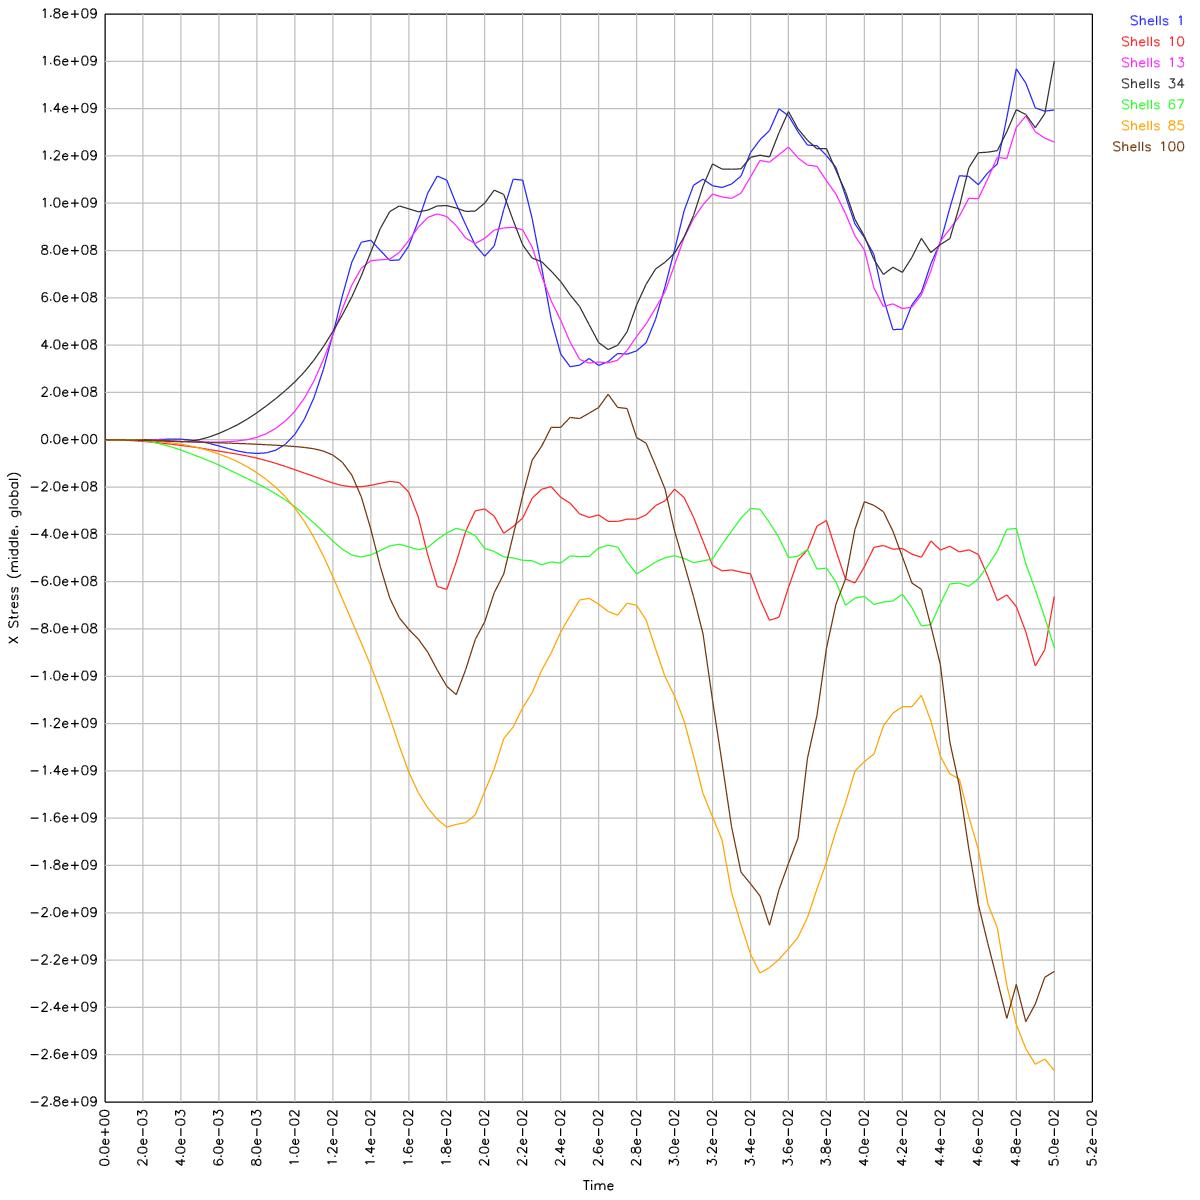 1.8e+09
1.6e+09
1.4e+09
1.2e+09
1.0e+09
8.0e+08
6.0e+08
4.0e+08
2.0e+08
0.0e+00
−2.0e+08
−4.0e+08
−6.0e+08
−8.0e+08
−1.0e+09
−1.2e+09
−1.4e+09
−1.6e+09
−1.8e+09
−2.0e+09
−2.2e+09
−2.4e+09
−2.6e+09
−2.8e+09
X Stress (middle, global)
0.0e+00
2.0e−03
4.0e−03
6.0e−03
8.0e−03
1.0e−02
1.2e−02
1.4e−02
1.6e−02
1.8e−02
2.0e−02
2.2e−02
2.4e−02
2.6e−02
2.8e−02
3.0e−02
3.2e−02
3.4e−02
3.6e−02
3.8e−02
4.0e−02
4.2e−02
4.4e−02
4.6e−02
4.8e−02
5.0e−02
5.2e−02
Time
Shells 1
Shells 10
Shells 13
Shells 34
Shells 67
Shells 85
Shells 100